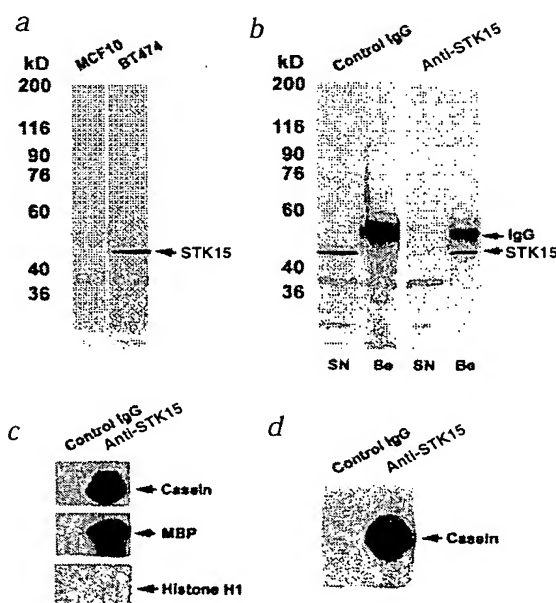 a
MCF10
BT474
kD
200
116
90
76
60
40
36
STK15
b
Control IgG
Anti-STK15
kD
200
116
90
76
60
40
36
IgG
STK15
SN Be SN Be
c
Control IgG
Anti-STK15
Casein
MBP
Histone H1
d
Control IgG
Anti-STK15
Casein